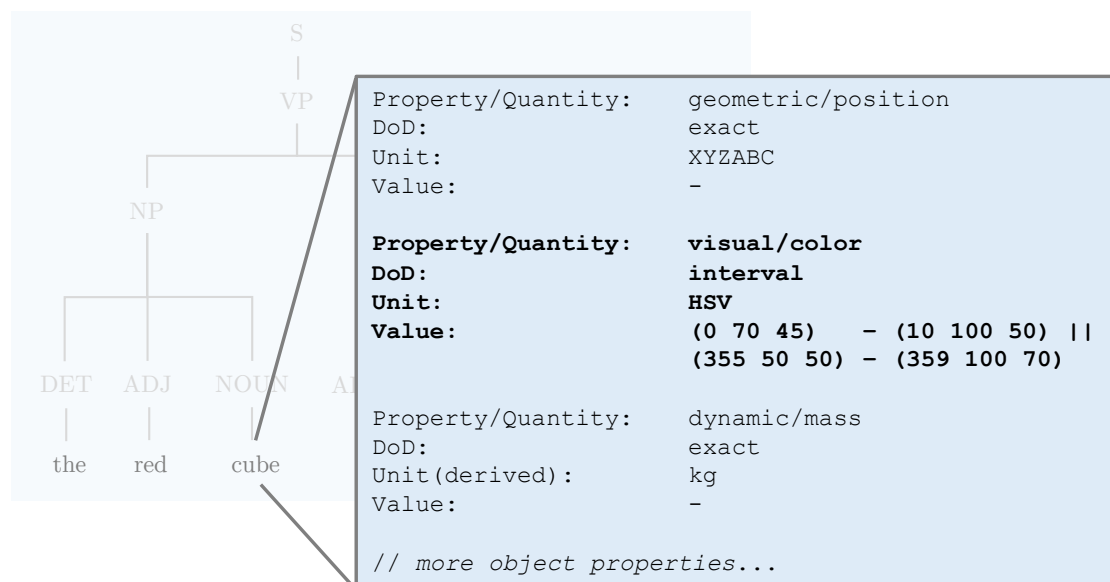 S
VP
NP
DET ADJ NOUN
the red cube
Property/Quantity: geometric/position
DoD: exact
Unit: XYZABC
Value: -
Property/Quantity: visual/color
DoD: interval
Unit: HSV
Value: (0 70 45) - (10 100 50) ||
(355 50 50) - (359 100 70)
Property/Quantity: dynamic/mass
DoD: exact
Unit(derived): kg
Value: -
// more object properties...